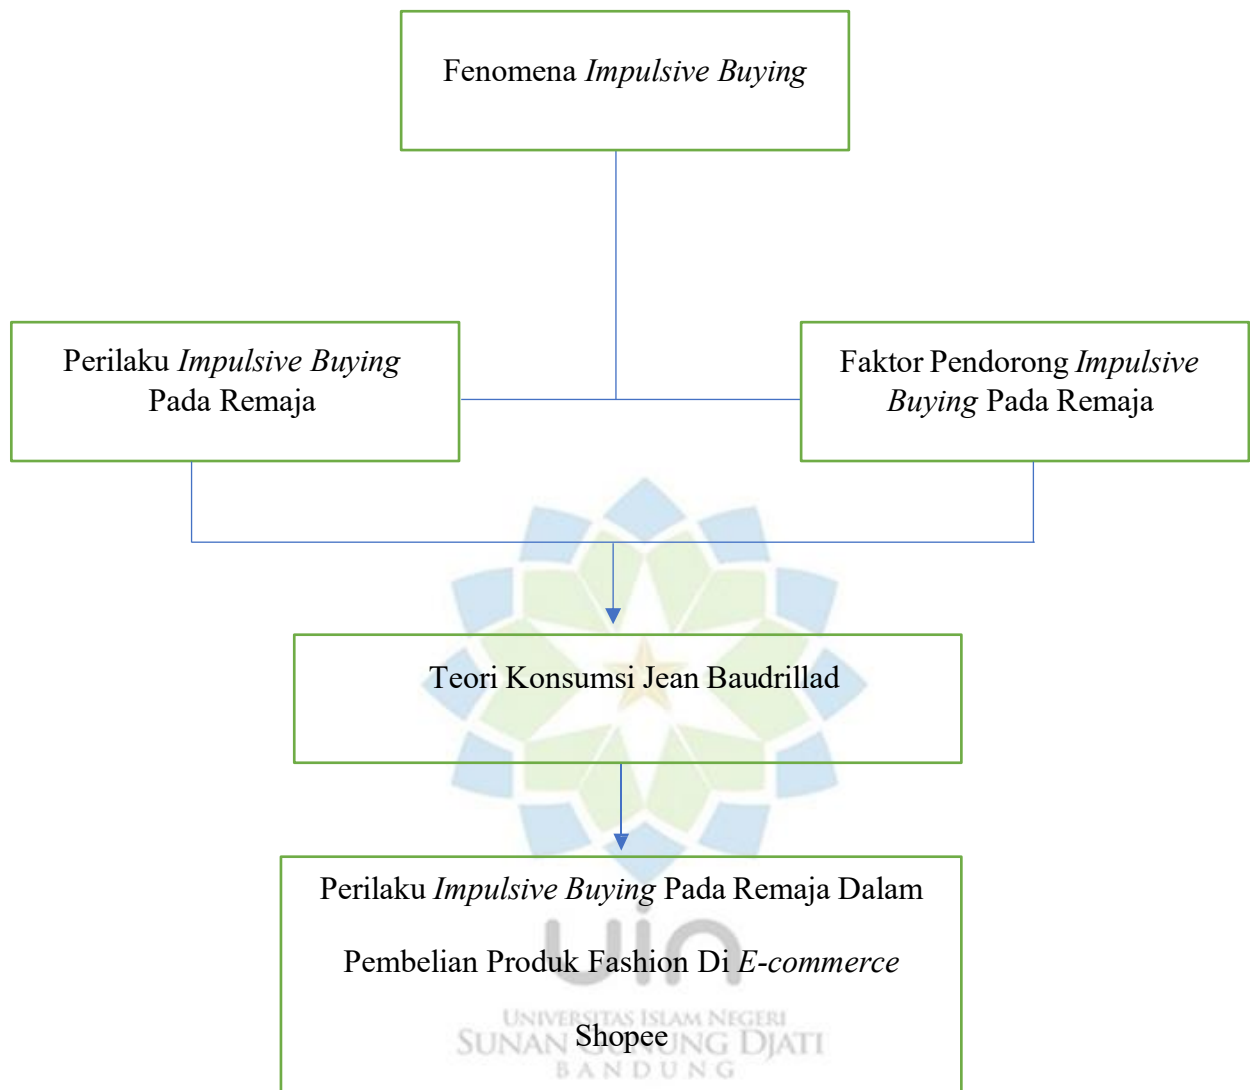 Fenomena Impulsive Buying
Perilaku Impulsive Buying
Pada Remaja
Faktor Pendorong Impulsive
Buying Pada Remaja
Teori Konsumsi Jean Baudrillad
Perilaku Impulsive Buying Pada Remaja Dalam
Pembelian Produk Fashion Di E-commerce
Shopee
uin
UNIVERSITAS ISLAM NEGERI
SUNAN GUNUNG DJATI
BANDUNG